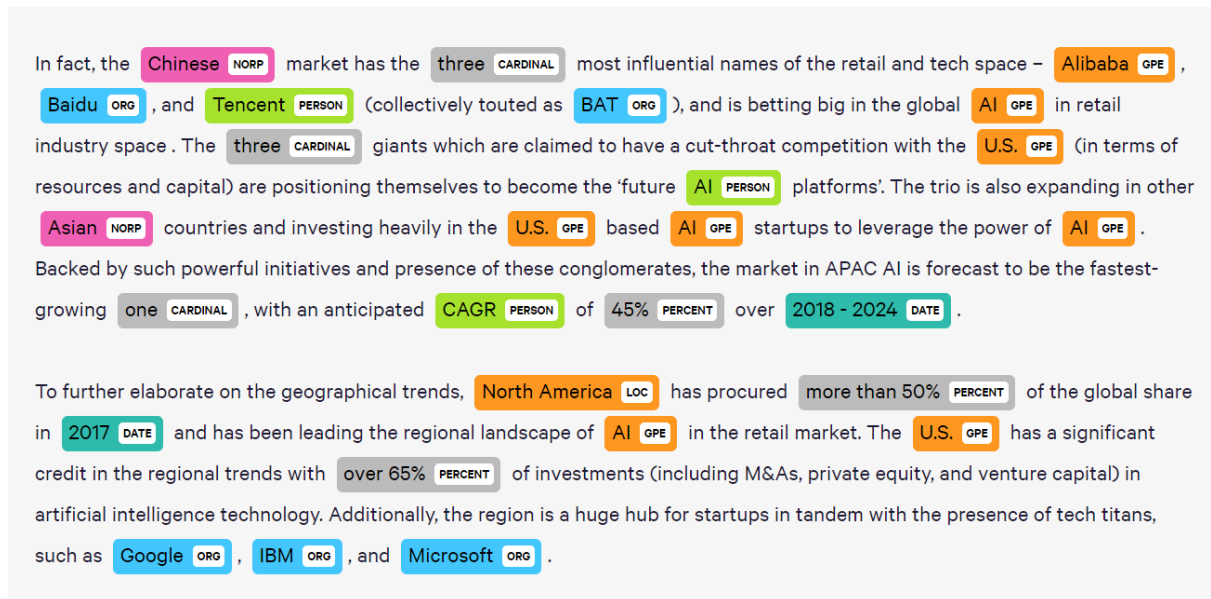 In fact, the Chinese NORP market has the three CARDINAL most influential names of the retail and tech space – Alibaba GPE ,
Baidu ORG , and Tencent PERSON (collectively touted as BAT ORG ), and is betting big in the global AI GPE in retail
industry space . The three CARDINAL giants which are claimed to have a cut-throat competition with the U.S. GPE (in terms of
resources and capital) are positioning themselves to become the ‘future AI PERSON platforms’. The trio is also expanding in other
Asian NORP countries and investing heavily in the U.S. GPE based AI GPE startups to leverage the power of AI GPE .
Backed by such powerful initiatives and presence of these conglomerates, the market in APAC AI is forecast to be the fastest-
growing one CARDINAL , with an anticipated CAGR PERSON of 45% PERCENT over 2018 - 2024 DATE .
To further elaborate on the geographical trends, North America LOC has procured more than 50% PERCENT of the global share
in 2017 DATE and has been leading the regional landscape of AI GPE in the retail market. The U.S. GPE has a significant
credit in the regional trends with over 65% PERCENT of investments (including M&As, private equity, and venture capital) in
artificial intelligence technology. Additionally, the region is a huge hub for startups in tandem with the presence of tech titans,
such as Google ORG , IBM ORG , and Microsoft ORG .